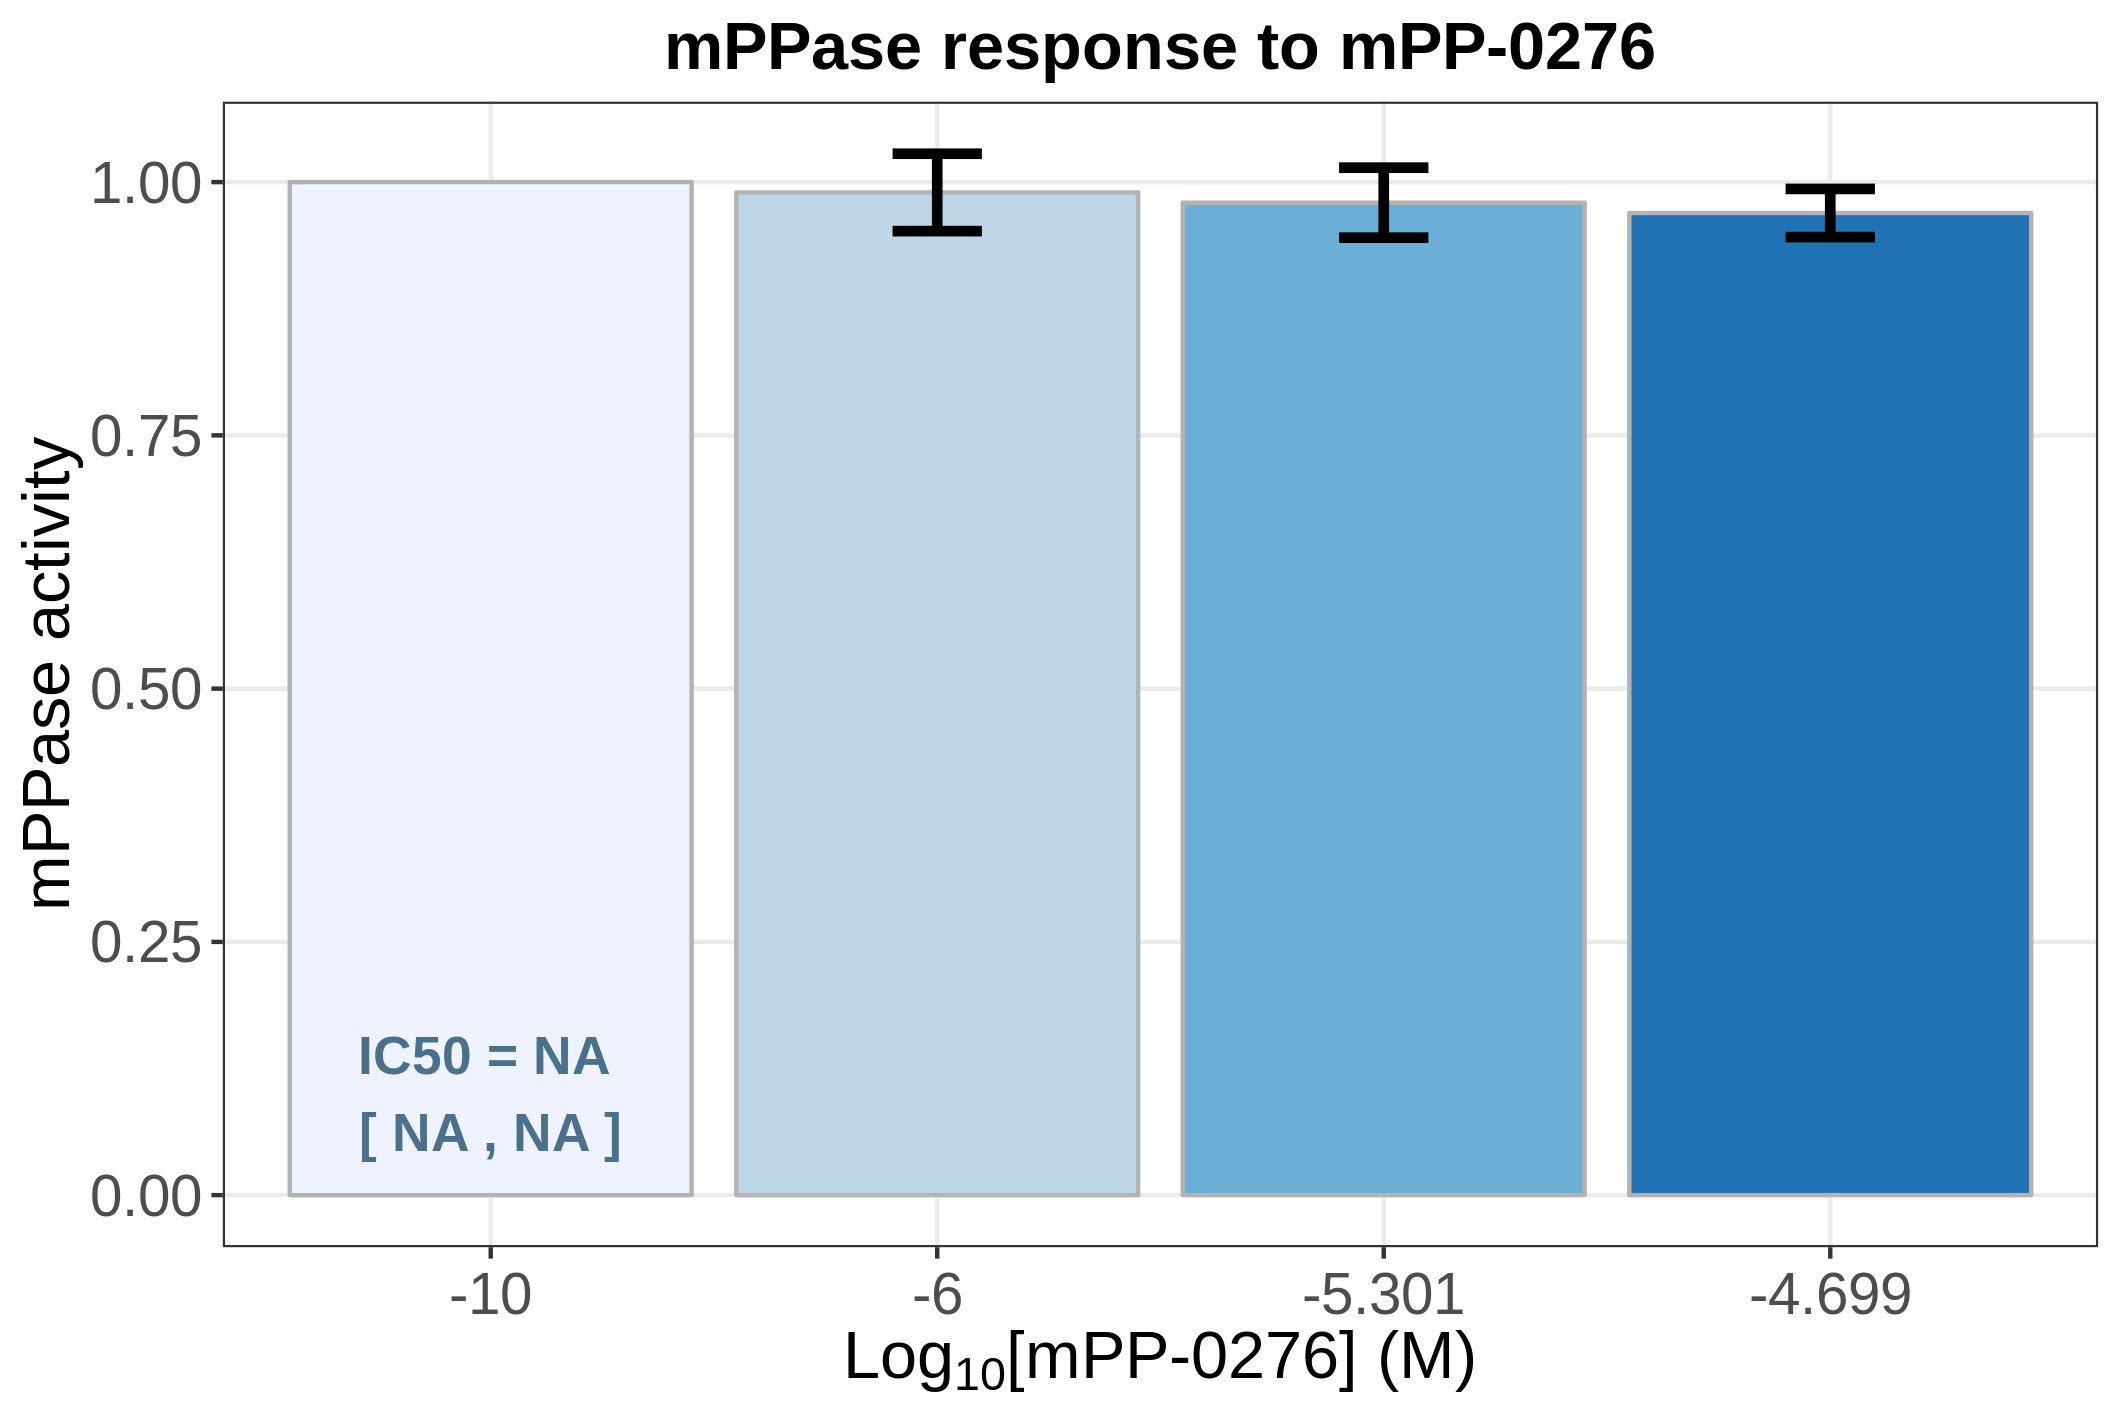 mPPase response to mPP-0276
mPPase activity
1.00
0.75
0.50
0.25
0.00
IC50 = NA
[ NA , NA ]
-10
-6
-5.301
-4.699
Log₁₀[mPP-0276] (M)